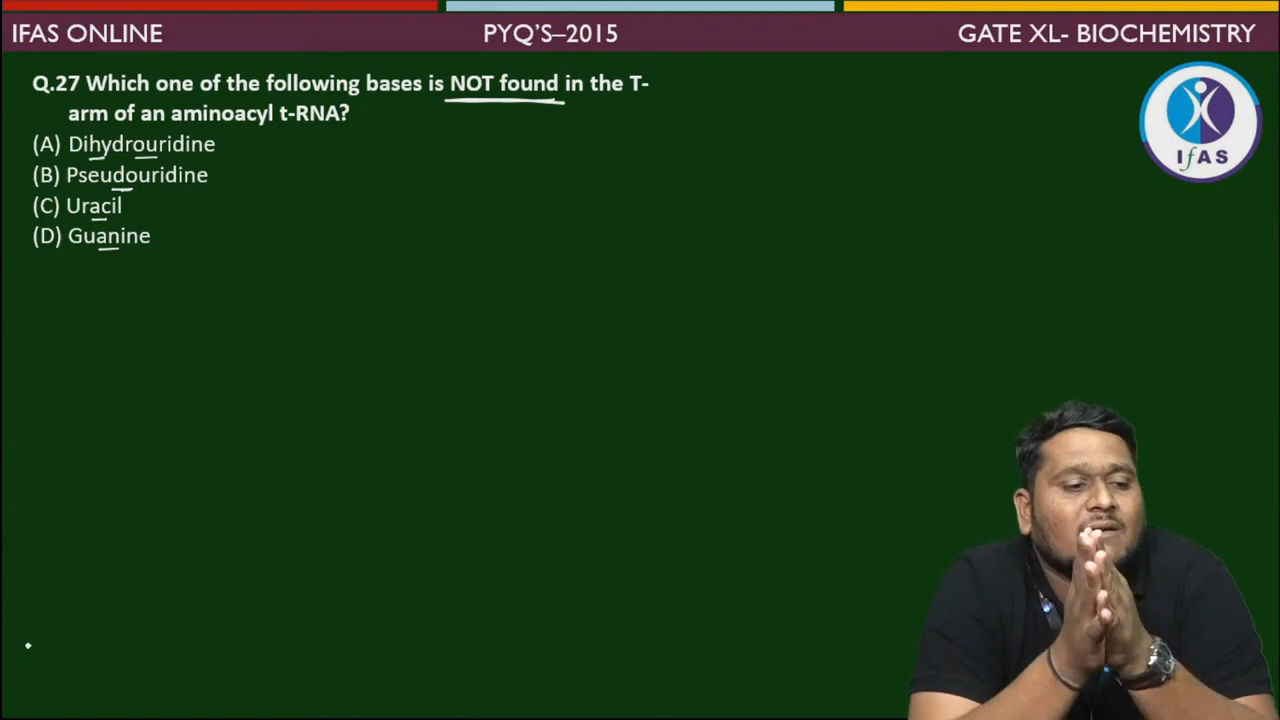 IFAS ONLINE
PYQ'S–2015
GATE XL- BIOCHEMISTRY
Q.27 Which one of the following bases is NOT found in the T-
arm of an aminoacyl t-RNA?
(A) Dihydrouridine
(B) Pseudouridine
(C) Uracil
(D) Guanine
IfAS